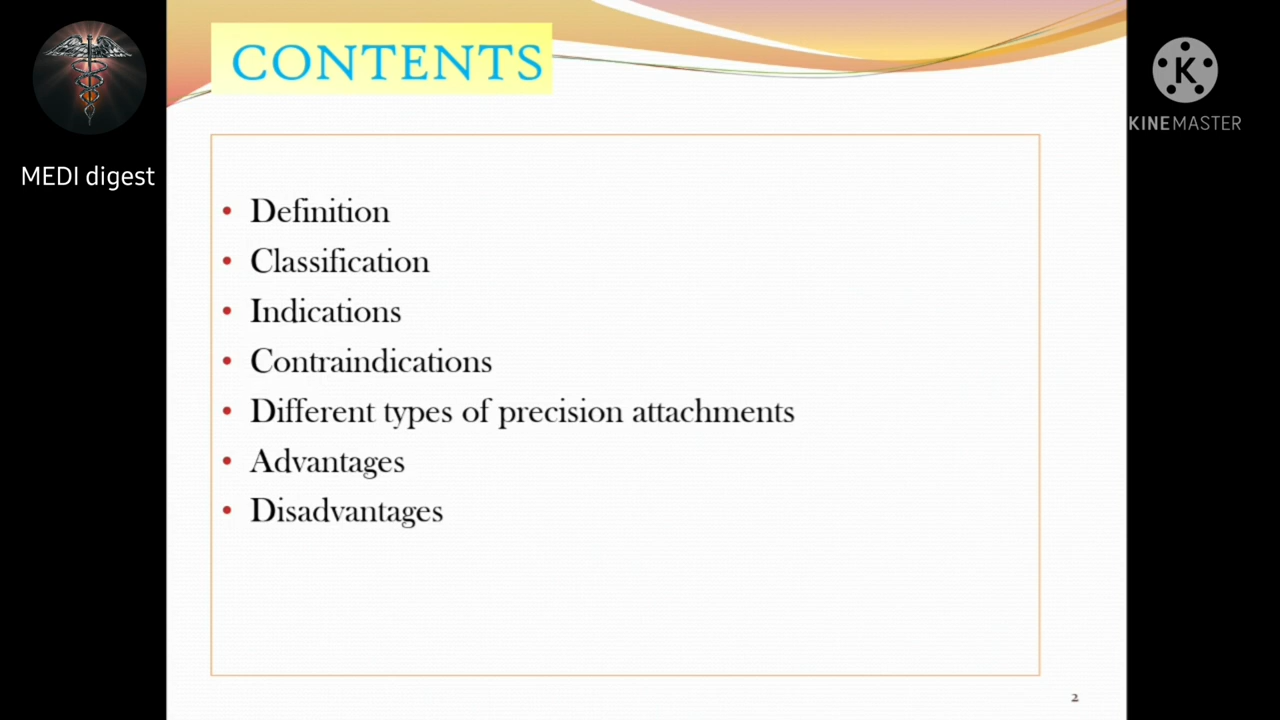 CONTENTS
MEDI digest
K
KINEMASTER
• Definition
• Classification
• Indications
• Contraindications
• Different types of precision attachments
• Advantages
• Disadvantages
2